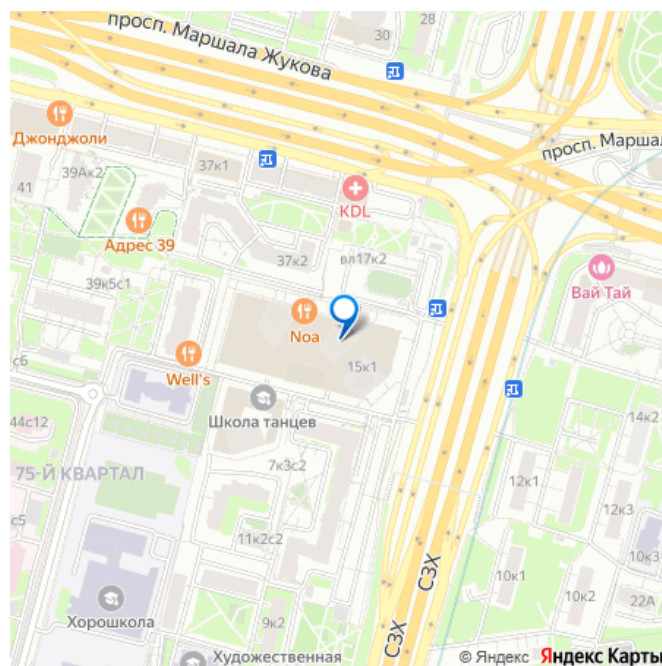 28
30
просп. Маршала Жукова
Джонджоли
просп. Маршал
37к1
39Ак2
41
KDL
Адрес 39
37к2
вл17к2
Вай Тай
39к5с1
Noa
15к1
с6
Well's
Школа танцев
44с12
14к2
7к3с2
75-Й КВАРТАЛ
12к1
12к3
с5
11к2с2
10к3
СЗХ
10к1
22А
10к2
Хорошкола
9к2
СЗХ
Художественная
© Яндекс Яндекс Карты